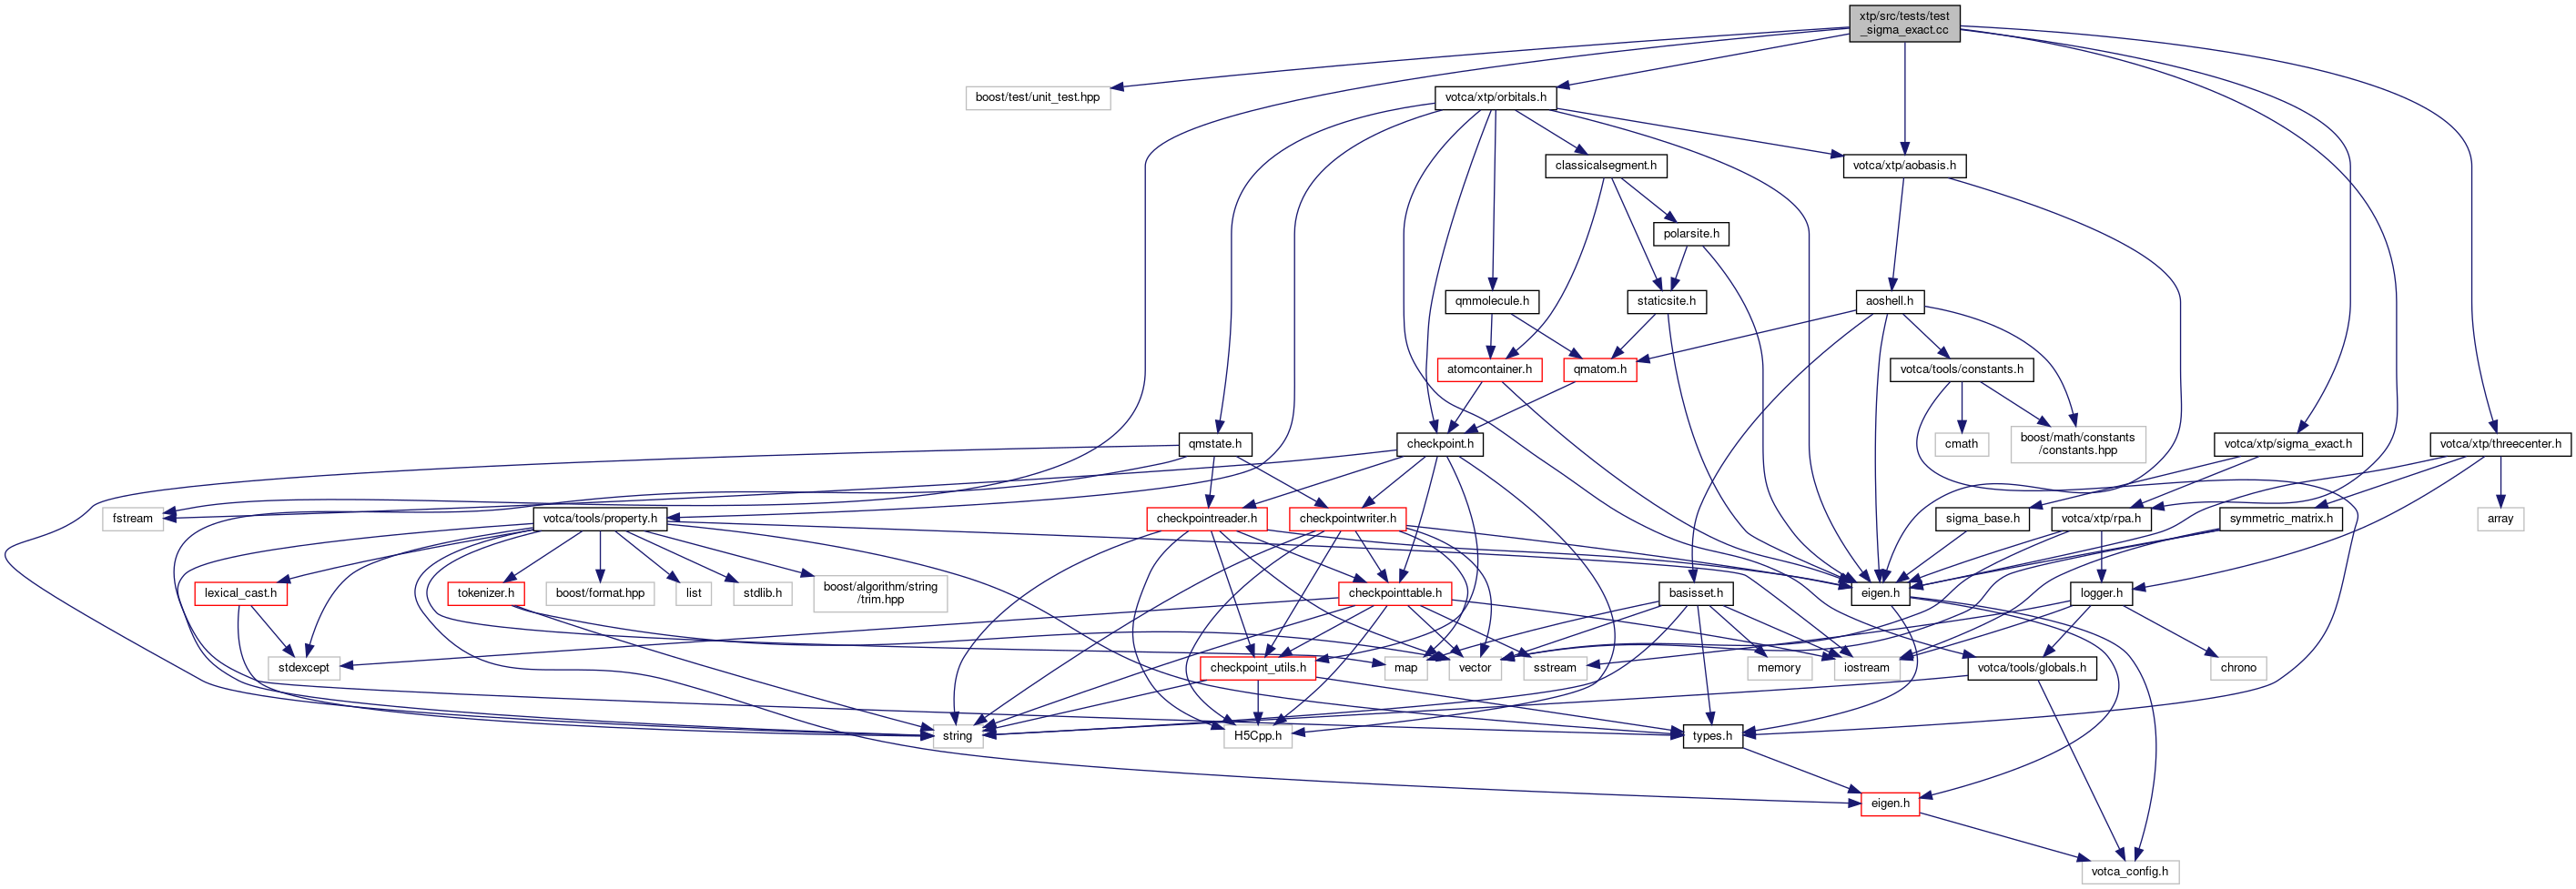 xtp/src/tests/test
_sigma_exact.cc
boost/test/unit_test.hpp
votca/xtp/orbitals.h
classicalsegment.h
votca/xtp/aobasis.h
polarsite.h
qmmolecule.h
staticsite.h
aoshell.h
atomcontainer.h
qmatom.h
votca/tools/constants.h
qmstate.h
checkpoint.h
cmath
boost/math/constants
/constants.hpp
votca/xtp/sigma_exact.h
votca/xtp/threecenter.h
fstream
votca/tools/property.h
checkpointreader.h
checkpointwriter.h
sigma_base.h
votca/xtp/rpa.h
symmetric_matrix.h
array
lexical_cast.h
tokenizer.h
boost/format.hpp
list
stdlib.h
boost/algorithm/string
/trim.hpp
checkpointtable.h
basisset.h
eigen.h
logger.h
stdexcept
checkpoint_utils.h
map
vector
sstream
memory
iostream
votca/tools/globals.h
chrono
string
H5Cpp.h
types.h
eigen.h
votca_config.h